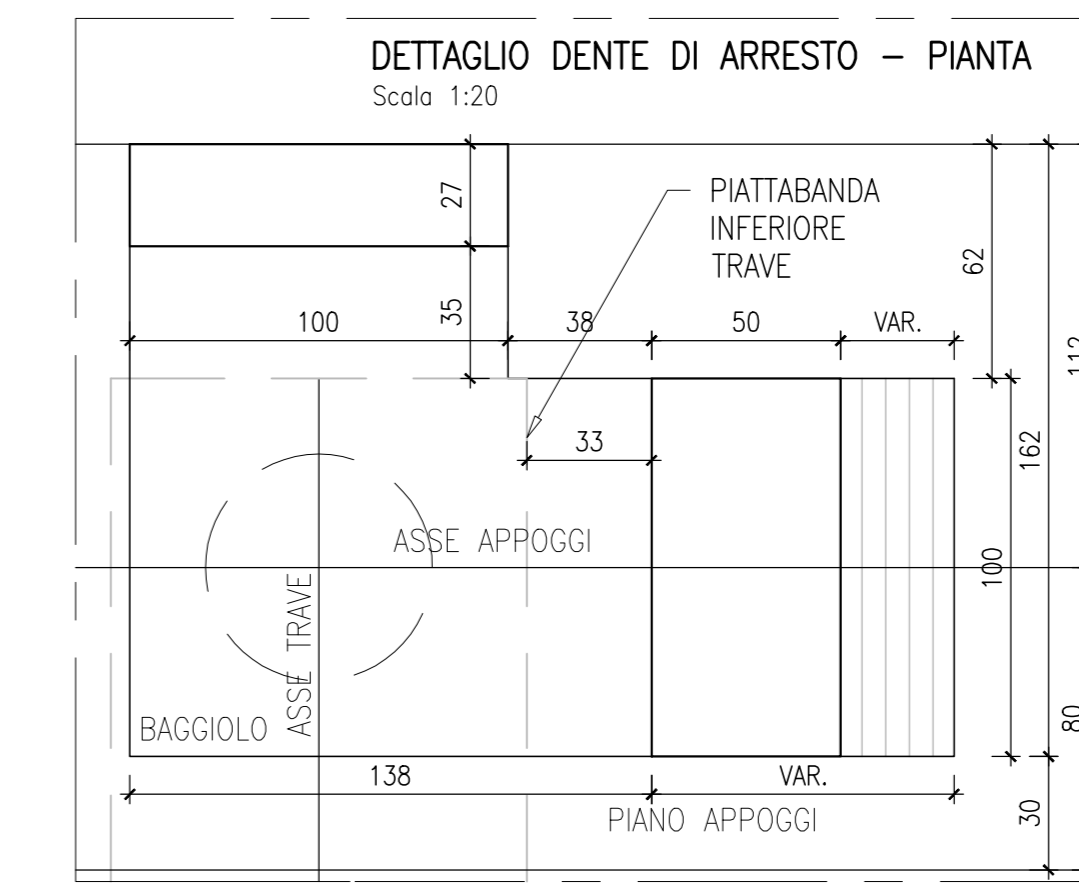 DETTAGLIO DENTE DI ARRESTO – PIANTA
Scala 1:20
27
PIATTABANDA
INFERIORE
TRAVE
62
35
100
38
50
VAR.
112
33
162
ASSE APPOGGI
100
ASSE TRAVE
BAGGIOLO
80
138
VAR.
PIANO APPOGGI
30